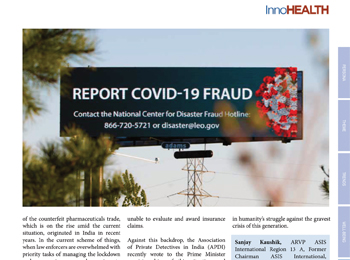 InnoHEALTH
REPORT COVID-19 FRAUD
Contact the National Center for Disaster Fraud Hotline:
866-720-5721 or disaster@leo.gov
adams
of the counterfeit pharmaceuticals trade,
which is on the rise amid the current
situation, originated in India in recent
years. In the current scheme of things,
when law enforcers are overwhelmed with
priority tasks of managing the lockdown
unable to evaluate and award insurance
claims.
Against this backdrop, the Association
of Private Detectives in India (APDI)
recently wrote to the Prime Minister
in humanity's struggle against the gravest
crisis of this generation.
Sanjay Kaushik, ARVP ASIS
International Region 13 A, Former
Chairman ASIS International,